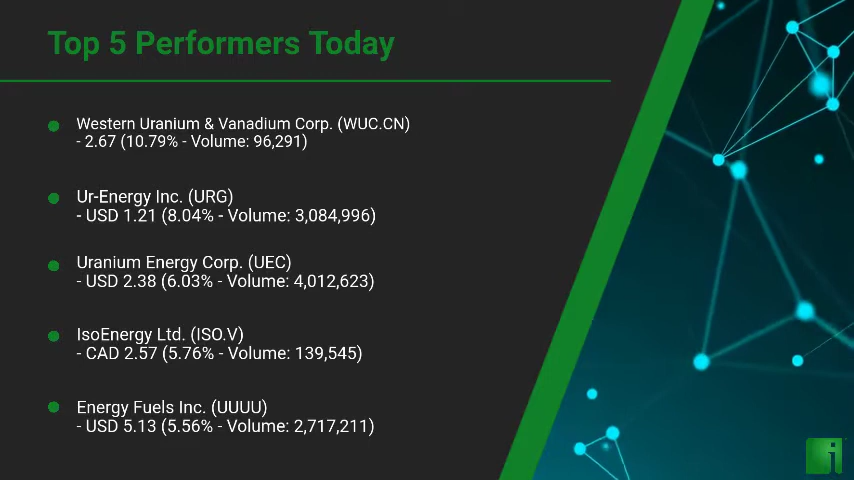 Top 5 Performers Today
Western Uranium & Vanadium Corp. (WUC.CN)
- 2.67 (10.79% - Volume: 96,291)
Ur-Energy Inc. (URG)
- USD 1.21 (8.04% - Volume: 3,084,996)
Uranium Energy Corp. (UEC)
- USD 2.38 (6.03% - Volume: 4,012,623)
IsoEnergy Ltd. (ISO.V)
- CAD 2.57 (5.76% - Volume: 139,545)
Energy Fuels Inc. (UUUU)
- USD 5.13 (5.56% - Volume: 2,717,211)
i